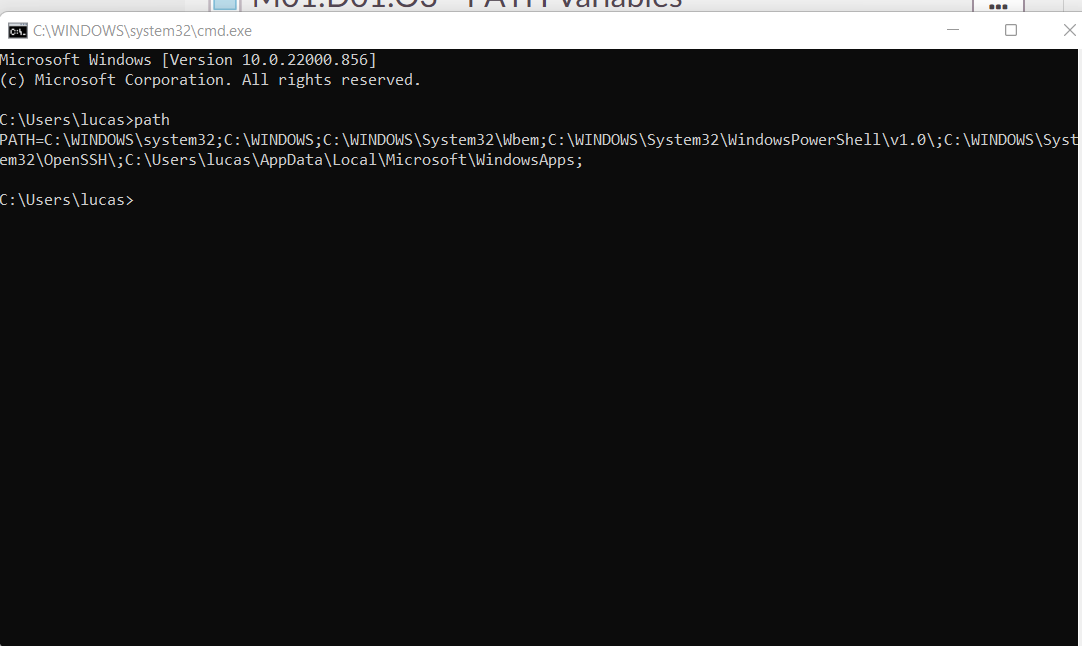 M01.D01.O3 - PATH Variables
C:\WINDOWS\system32\cmd.exe
Microsoft Windows [Version 10.0.22000.856]
(c) Microsoft Corporation. All rights reserved.
C:\Users\lucas>path
PATH=C:\WINDOWS\system32;C:\WINDOWS;C:\WINDOWS\System32\Wbem;C:\WINDOWS\System32\WindowsPowerShell\v1.0\;C:\WINDOWS\Syst
em32\OpenSSH\;C:\Users\lucas\AppData\Local\Microsoft\WindowsApps;
C:\Users\lucas>